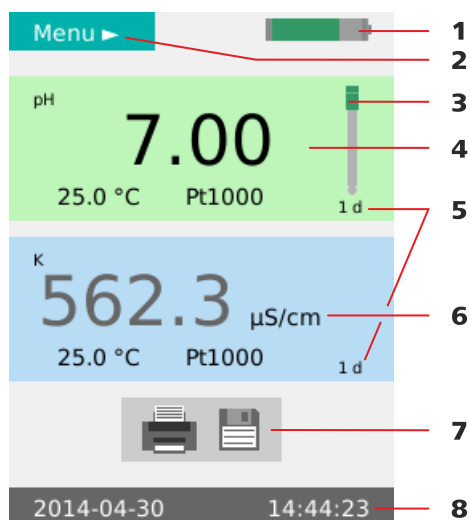 Menu ► 1
2
pH 3
7.00 4
25.0 °C Pt1000 1 d 5
K
562.3 µS/cm 6
25.0 °C Pt1000 1 d
7
2014-04-30 14:44:23 8